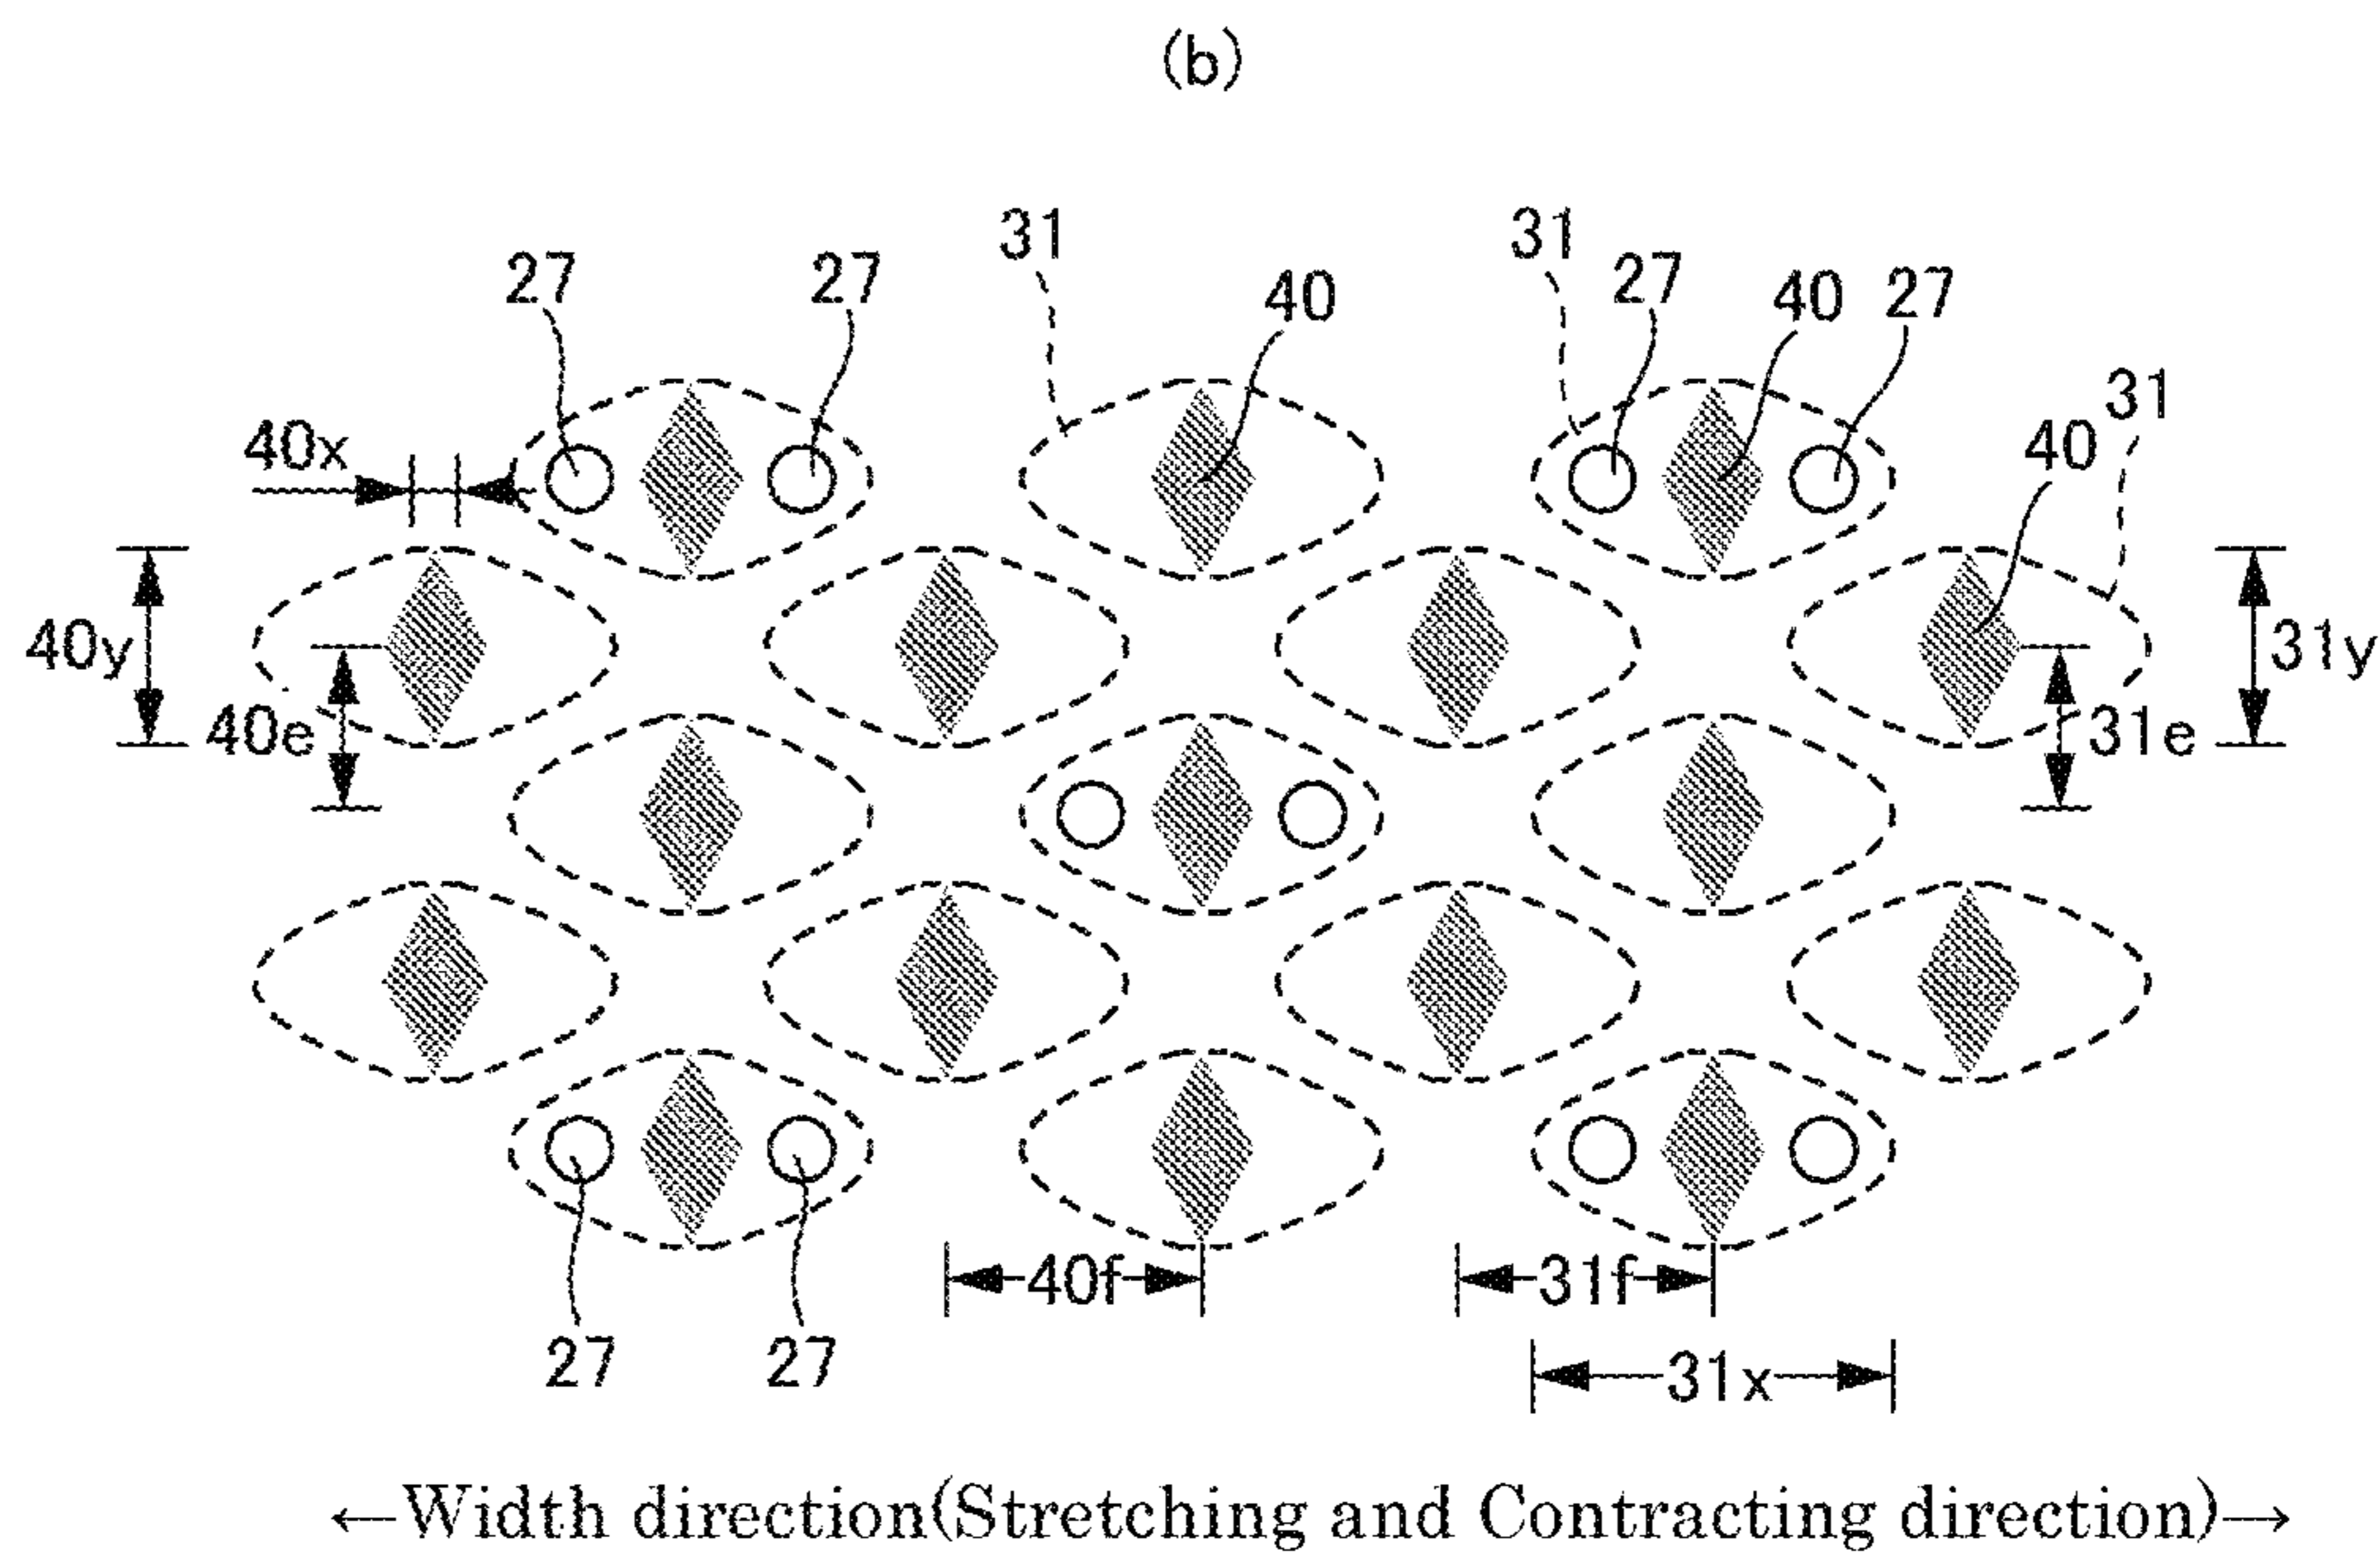 (b)
31 31
27 27 27
40 40 27
31
40x 40
40y 31y
40e 31e
40f 31f
27 27 31x
←Width direction(Stretching and Contracting direction)→